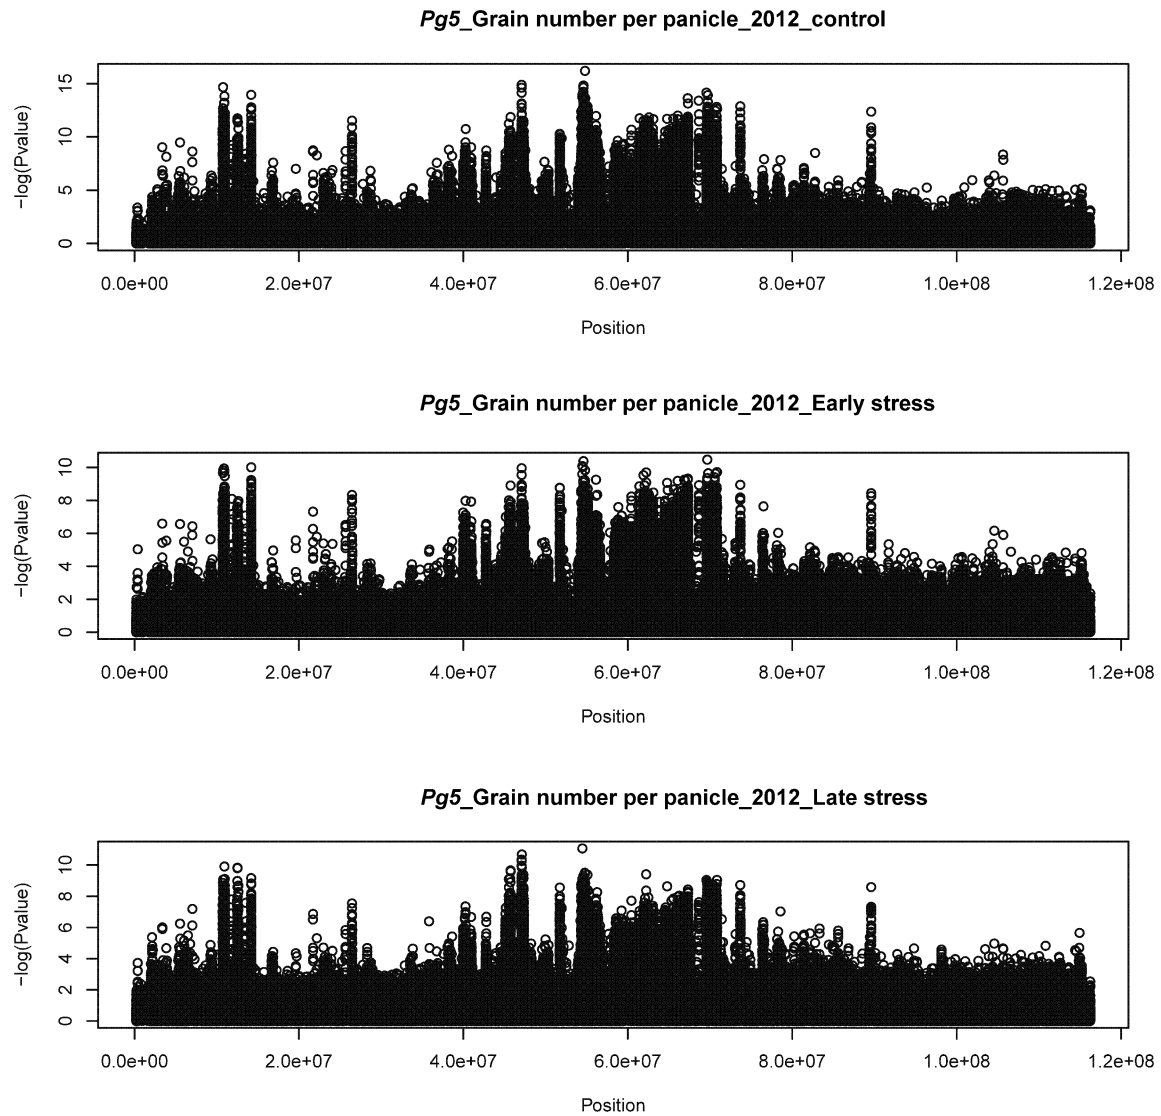 Pg5_Grain number per panicle_2012_control
−log(Pvalue)
15
10
5
0
0.0e+00 2.0e+07 4.0e+07 6.0e+07 8.0e+07 1.0e+08 1.2e+08
Position
Pg5_Grain number per panicle_2012_Early stress
−log(Pvalue)
10
8
6
4
2
0
0.0e+00 2.0e+07 4.0e+07 6.0e+07 8.0e+07 1.0e+08 1.2e+08
Position
Pg5_Grain number per panicle_2012_Late stress
−log(Pvalue)
10
8
6
4
2
0
0.0e+00 2.0e+07 4.0e+07 6.0e+07 8.0e+07 1.0e+08 1.2e+08
Position